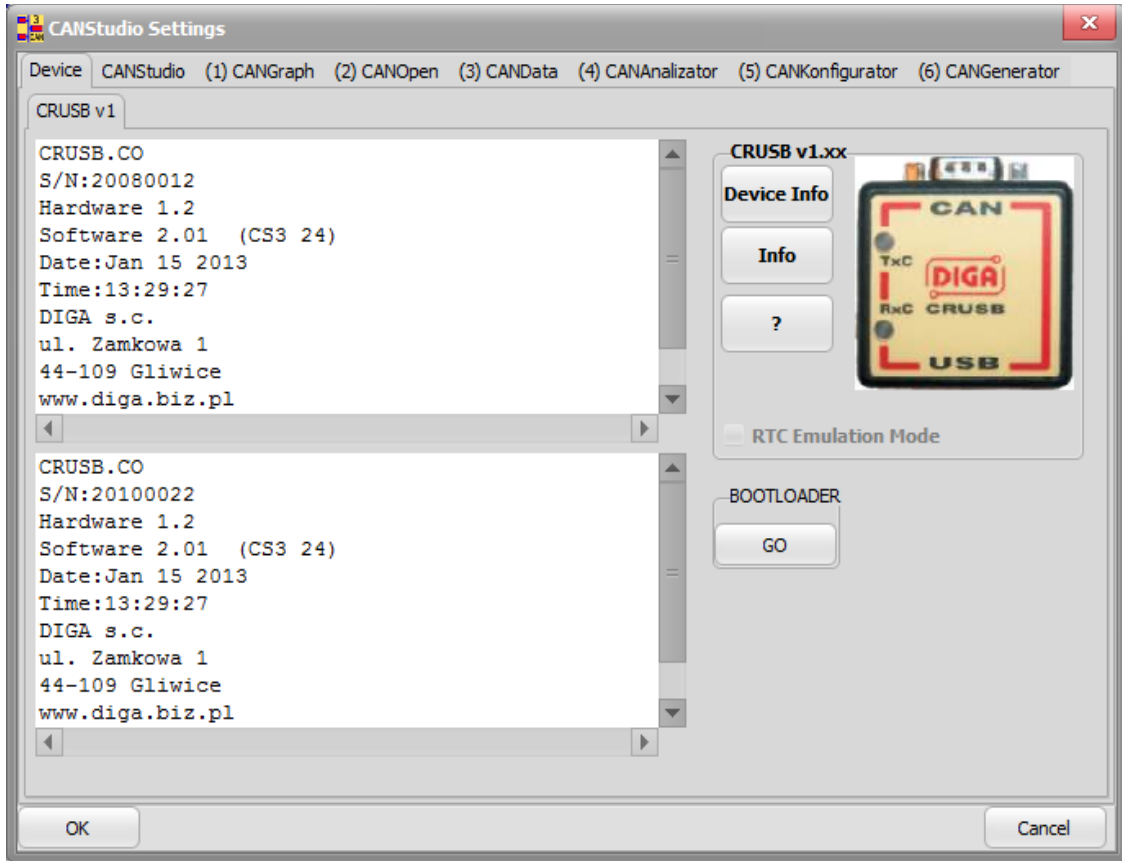 3
CAN
CANStudio Settings
Device CANStudio (1) CANGraph (2) CANOpen (3) CANData (4) CANAnalizator (5) CANKonfigurator (6) CANGenerator
CRUSB v1
CRUSB.CO
S/N:20080012
Hardware 1.2
Software 2.01 (CS3 24)
Date:Jan 15 2013
Time:13:29:27
DIGA s.c.
ul. Zamkowa 1
44-109 Gliwice
www.diga.biz.pl
CRUSB.CO
S/N:20100022
Hardware 1.2
Software 2.01 (CS3 24)
Date:Jan 15 2013
Time:13:29:27
DIGA s.c.
ul. Zamkowa 1
44-109 Gliwice
www.diga.biz.pl
CRUSB v1.xx
Device Info
Info
?
CAN
TxC
DIGA
RxC CRUSB
USB
RTC Emulation Mode
BOOTLOADER
GO
OK
Cancel